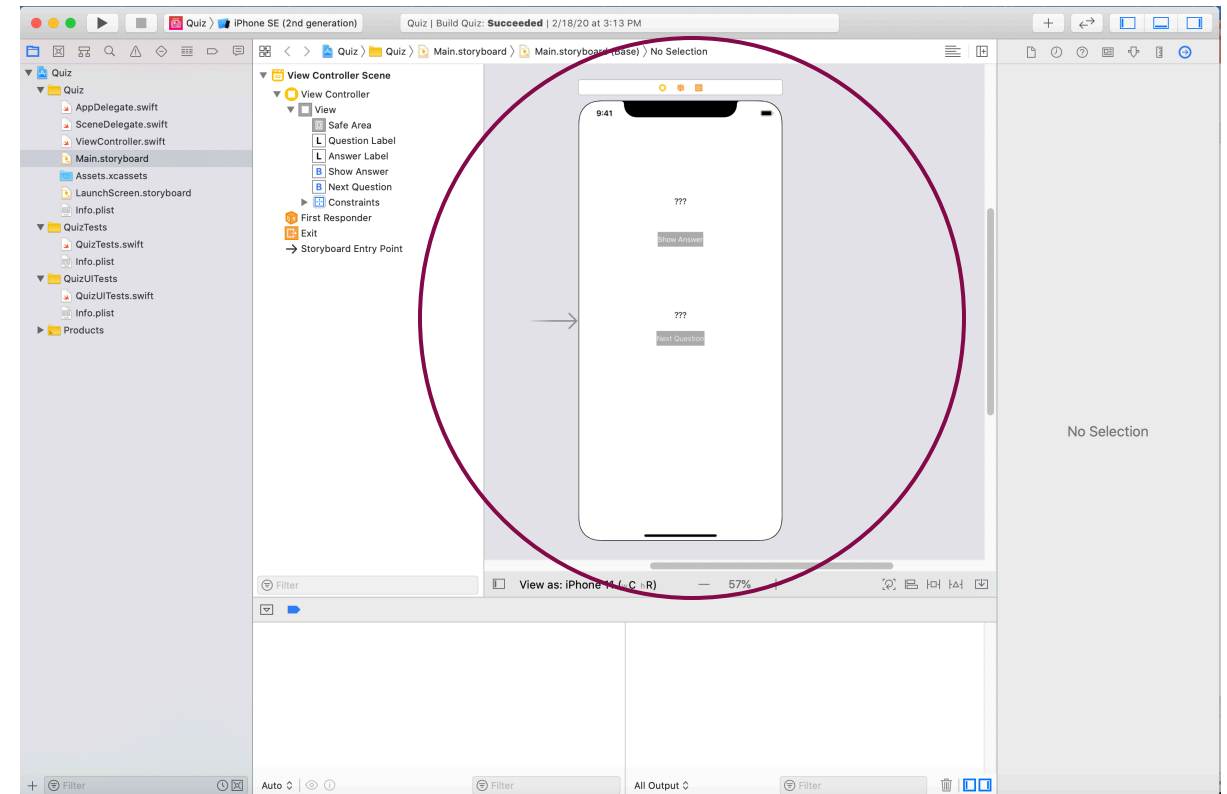 Quiz 〉 iPhone SE (2nd generation)
Quiz | Build Quiz: Succeeded | 2/18/20 at 3:13 PM
Quiz 〉 Quiz 〉 Main.storyboard 〉 Main.storyboard (Base) 〉 No Selection
Quiz
Quiz
AppDelegate.swift
SceneDelegate.swift
ViewController.swift
Main.storyboard
Assets.xcassets
LaunchScreen.storyboard
Info.plist
QuizTests
QuizTests.swift
Info.plist
QuizUITests
QuizUITests.swift
Info.plist
Products
Filter
View Controller Scene
View Controller
View
Safe Area
L Question Label
L Answer Label
B Show Answer
B Next Question
Constraints
First Responder
Exit
Storyboard Entry Point
Filter
9:41
???
Show Answer
???
Next Question
View as: iPhone 11 (wC hR)
— 57% +
No Selection
Auto
Filter
All Output
Filter